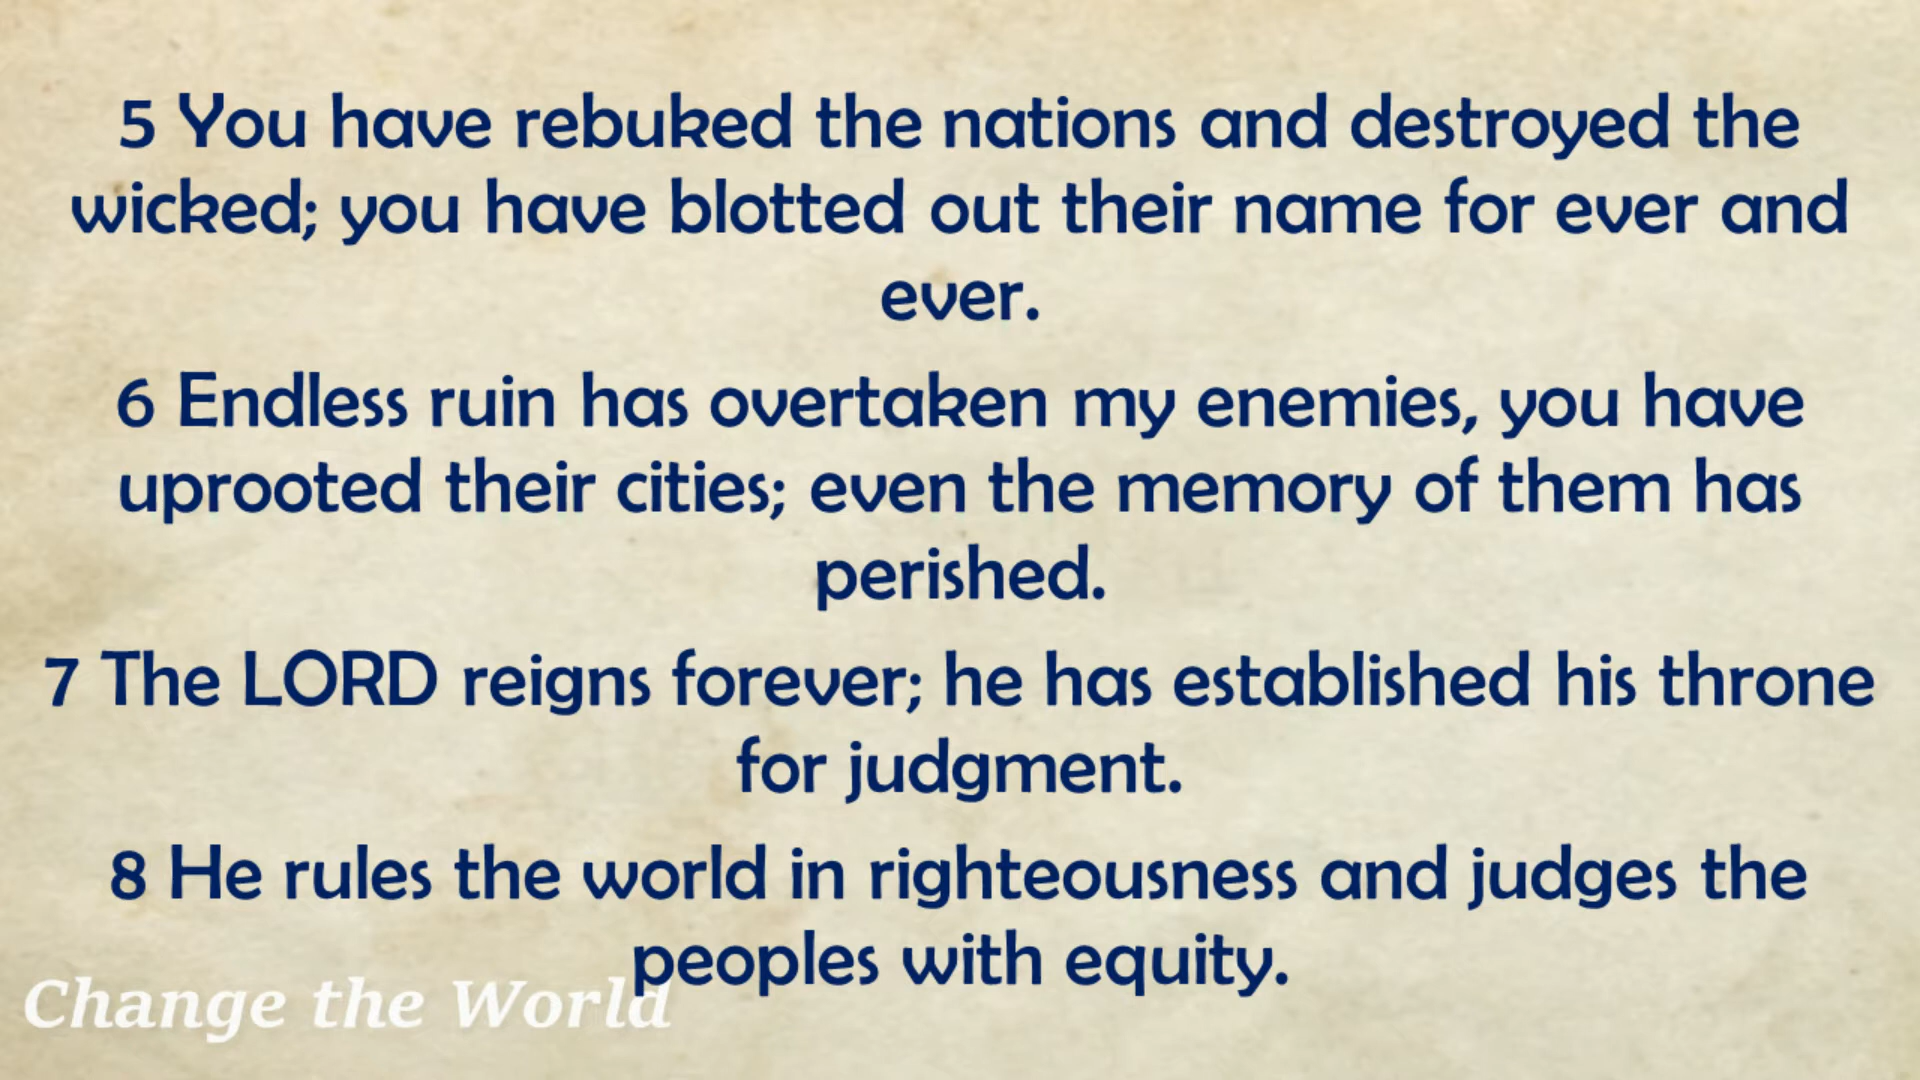 5 You have rebuked the nations and destroyed the
wicked; you have blotted out their name for ever and
ever.
6 Endless ruin has overtaken my enemies, you have
uprooted their cities; even the memory of them has
perished.
7 The LORD reigns forever; he has established his throne
for judgment.
8 He rules the world in righteousness and judges the
peoples with equity.
Change the World